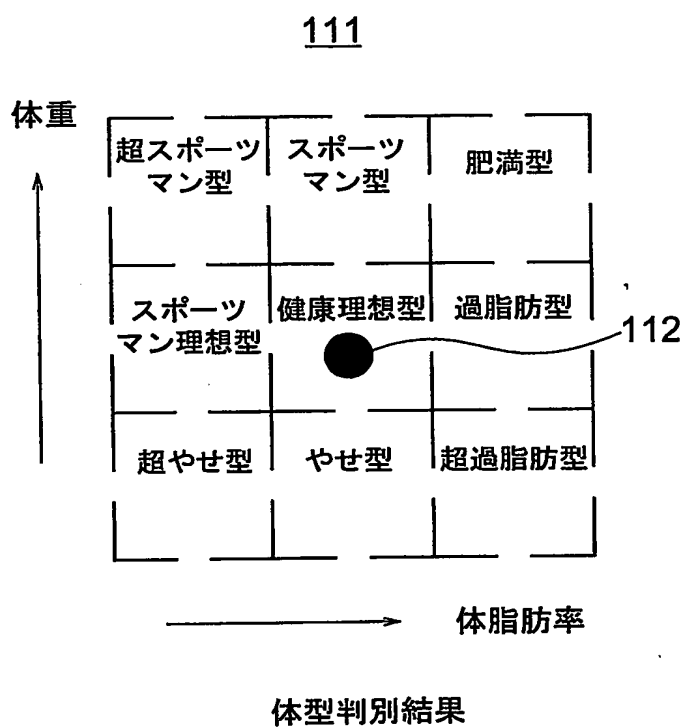 111
体重
超スポーツ
マン型
スポーツ
マン型
肥満型
スポーツ
マン理想型
健康理想型
過脂肪型
112
超やせ型
やせ型
超過脂肪型
体脂肪率
体型判別結果